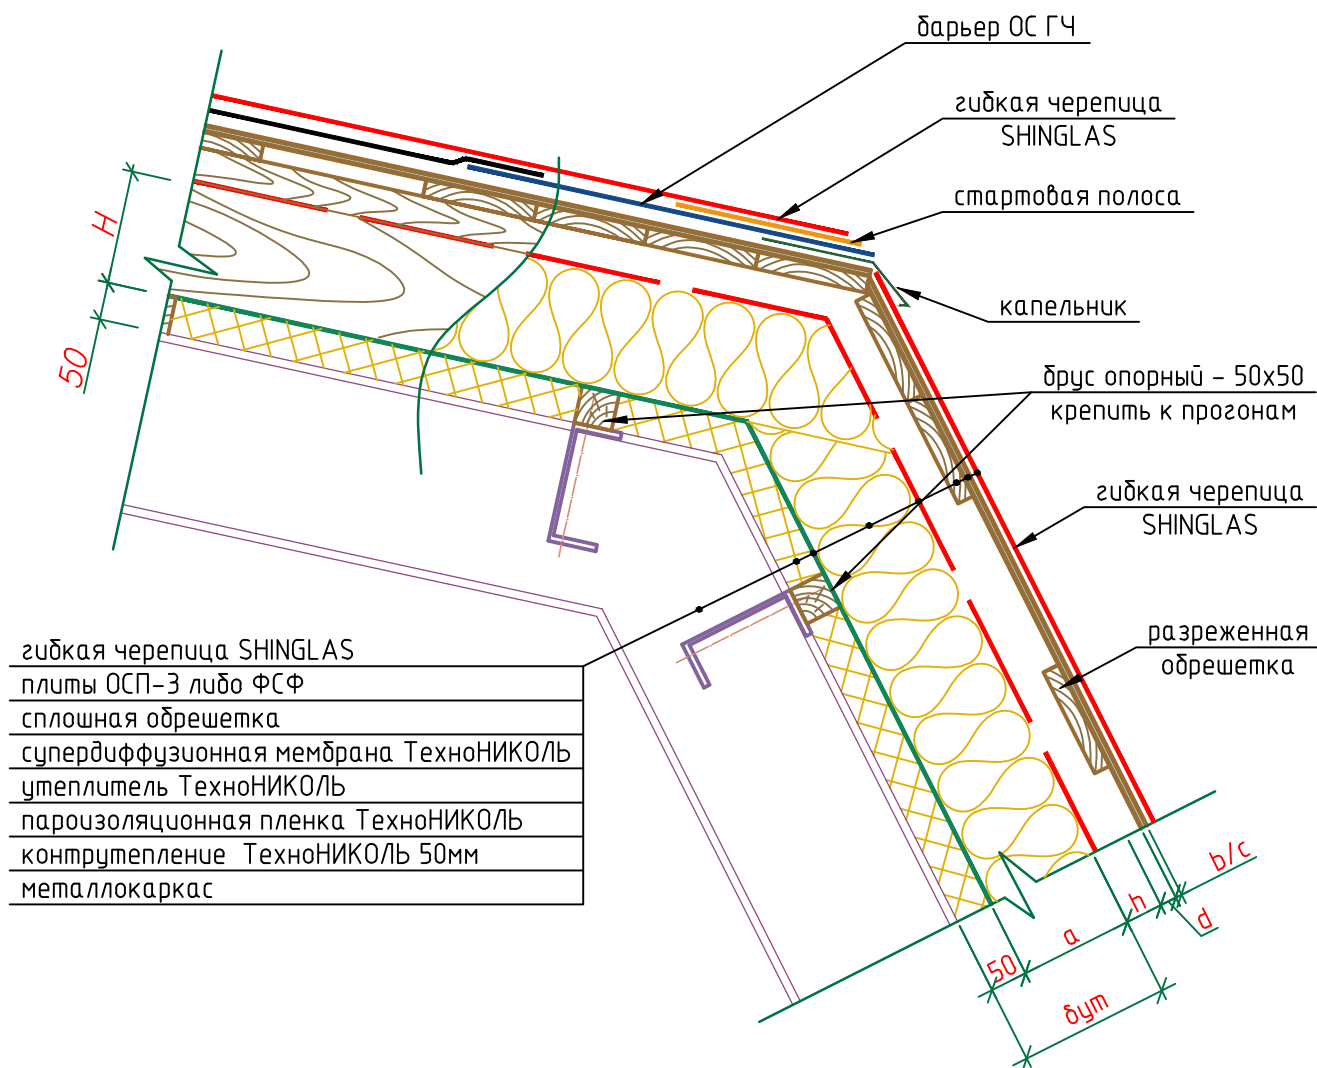 барьер ОС ГЧ
гибкая черепица
SHINGLAS
стартовая полоса
капельник
брус опорный – 50х50
крепить к прогонам
гибкая черепица
SHINGLAS
разреженная
обрешетка
H
50
гибкая черепица SHINGLAS
плиты ОСП–3 либо ФСФ
сплошная обрешетка
супердиффузионная мембрана ТехноНИКОЛЬ
утеплитель ТехноНИКОЛЬ
пароизоляционная пленка ТехноНИКОЛЬ
контрутепление ТехноНИКОЛЬ 50мм
металлокаркас
b/c
h
d
a
50
δут